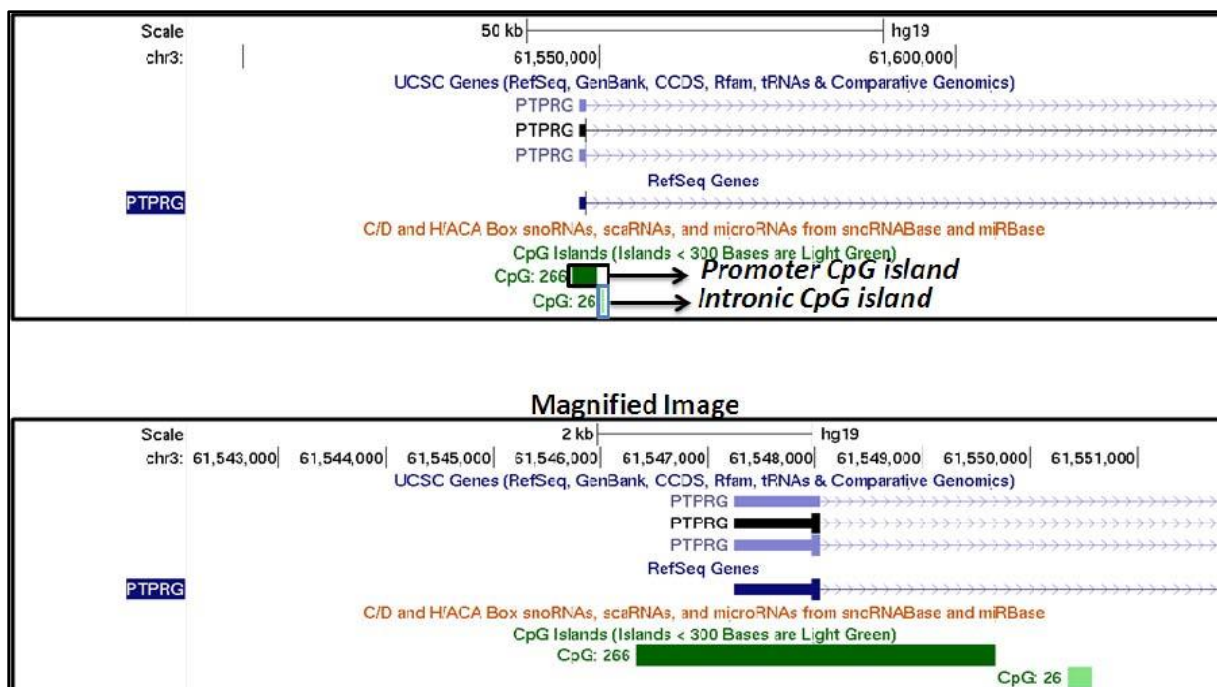 Scale 50 kb hg19
chr3: 61,550,000 61,600,000
UCSC Genes (RefSeq, GenBank, CCDS, Rfam, tRNAs & Comparative Genomics)
PTPRG
PTPRG
PTPRG
RefSeq Genes
PTPRG
C/D and H/ACA Box snoRNAs, scaRNAs, and microRNAs from snoRNABase and miRBase
CpG Islands (Islands < 300 Bases are Light Green)
CpG: 266 Promoter CpG island
CpG: 26 Intronic CpG island
Magnified Image
Scale 2 kb hg19
chr3: 61,543,000 61,544,000 61,545,000 61,546,000 61,547,000 61,548,000 61,549,000 61,550,000 61,551,000
UCSC Genes (RefSeq, GenBank, CCDS, Rfam, tRNAs & Comparative Genomics)
PTPRG
PTPRG
PTPRG
RefSeq Genes
PTPRG
C/D and H/ACA Box snoRNAs, scaRNAs, and microRNAs from snoRNABase and miRBase
CpG Islands (Islands < 300 Bases are Light Green)
CpG: 266
CpG: 26